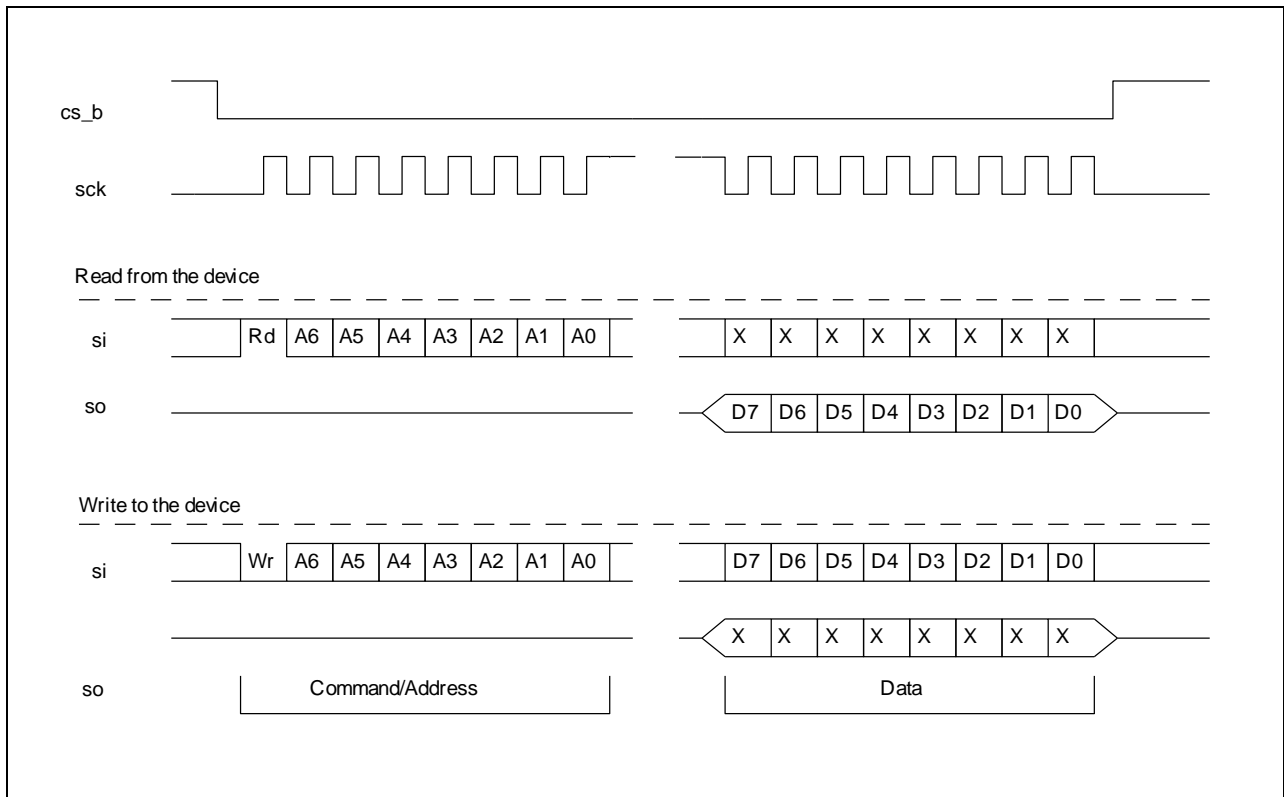 cs_b
sck
Read from the device
si Rd A6 A5 A4 A3 A2 A1 A0 X X X X X X X X
so D7 D6 D5 D4 D3 D2 D1 D0
Write to the device
si Wr A6 A5 A4 A3 A2 A1 A0 D7 D6 D5 D4 D3 D2 D1 D0
X X X X X X X X
so Command/Address Data